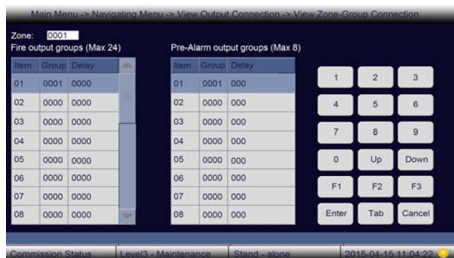 Main Menu -> Navigating Menu -> View Output Connection -> View Zone-Group Connection
Zone: 0001
Fire output groups (Max 24)
Item Group Delay
01 0001 0000
02 0000 0000
03 0000 0000
04 0000 0000
05 0000 0000
06 0000 0000
07 0000 0000
08 0000 0000
Pre-Alarm output groups (Max 8)
Item Group Delay
01 0001 000
02 0000 000
03 0000 000
04 0000 000
05 0000 000
06 0000 000
07 0000 000
08 0000 000
1 2 3
4 5 6
7 8 9
0 Up Down
F1 F2 F3
Enter Tab Cancel
Commission Status Level3 - Maintenance Stand - alone 2015-04-15 11:04:22